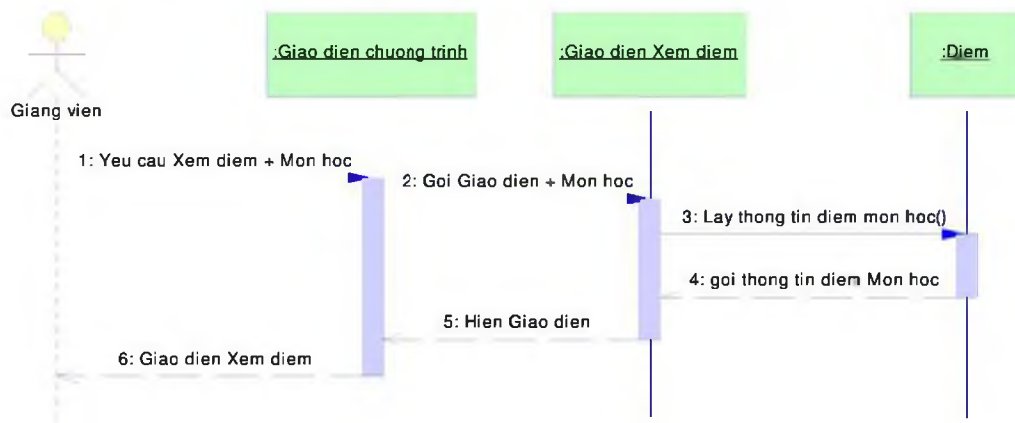 :Giao dien chuong trinh
:Giao dien Xem diem
:Diem
Giang vien
1: Yeu cau Xem diem + Mon hoc
2: Goi Giao dien + Mon hoc
3: Lay thong tin diem mon hoc()
4: goi thong tin diem Mon hoc
5: Hien Giao dien
6: Giao dien Xem diem